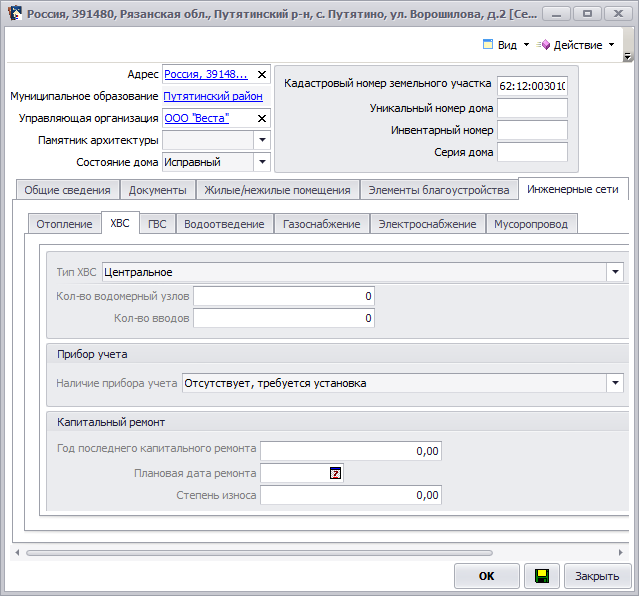 Россия, 391480, Рязанская обл., Путятинский р-н, с. Путятино, ул. Ворошилова, д.2 [Се...
Вид Действие
Адрес Россия, 39148...
Муниципальное образование Путятинский район
Управляющая организация ООО "Веста"
Памятник архитектуры
Состояние дома Исправный
Кадастровый номер земельного участка 62:12:003010
Уникальный номер дома
Инвентарный номер
Серия дома
Общие сведения Документы Жилые/нежилые помещения Элементы благоустройства Инженерные сети
Отопление ХВС ГВС Водоотведение Газоснабжение Электроснабжение Мусоропровод
Тип ХВС Центральное
Кол-во водомерный узлов 0
Кол-во вводов 0
Прибор учета
Наличие прибора учета Отсутствует, требуется установка
Капитальный ремонт
Год последнего капитального ремонта 0,00
Плановая дата ремонта
Степень износа 0,00
OK Закрыть